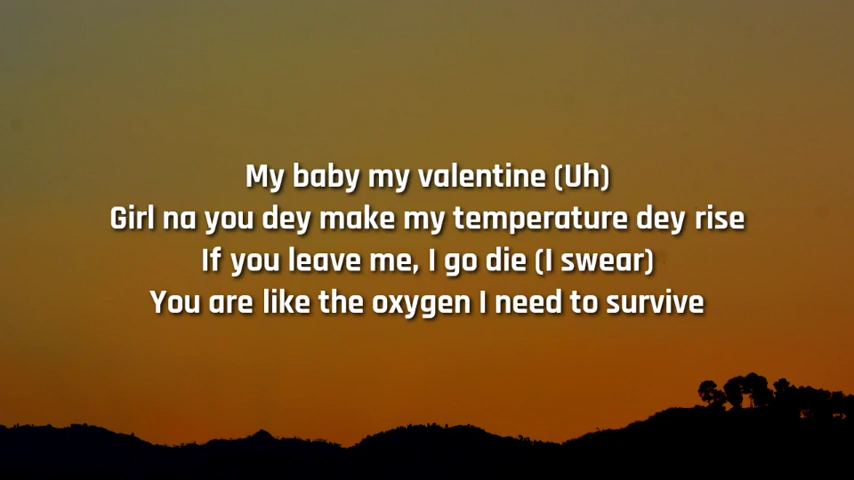 My baby my valentine (Uh)
Girl na you dey make my temperature dey rise
If you leave me, I go die (I swear)
You are like the oxygen I need to survive